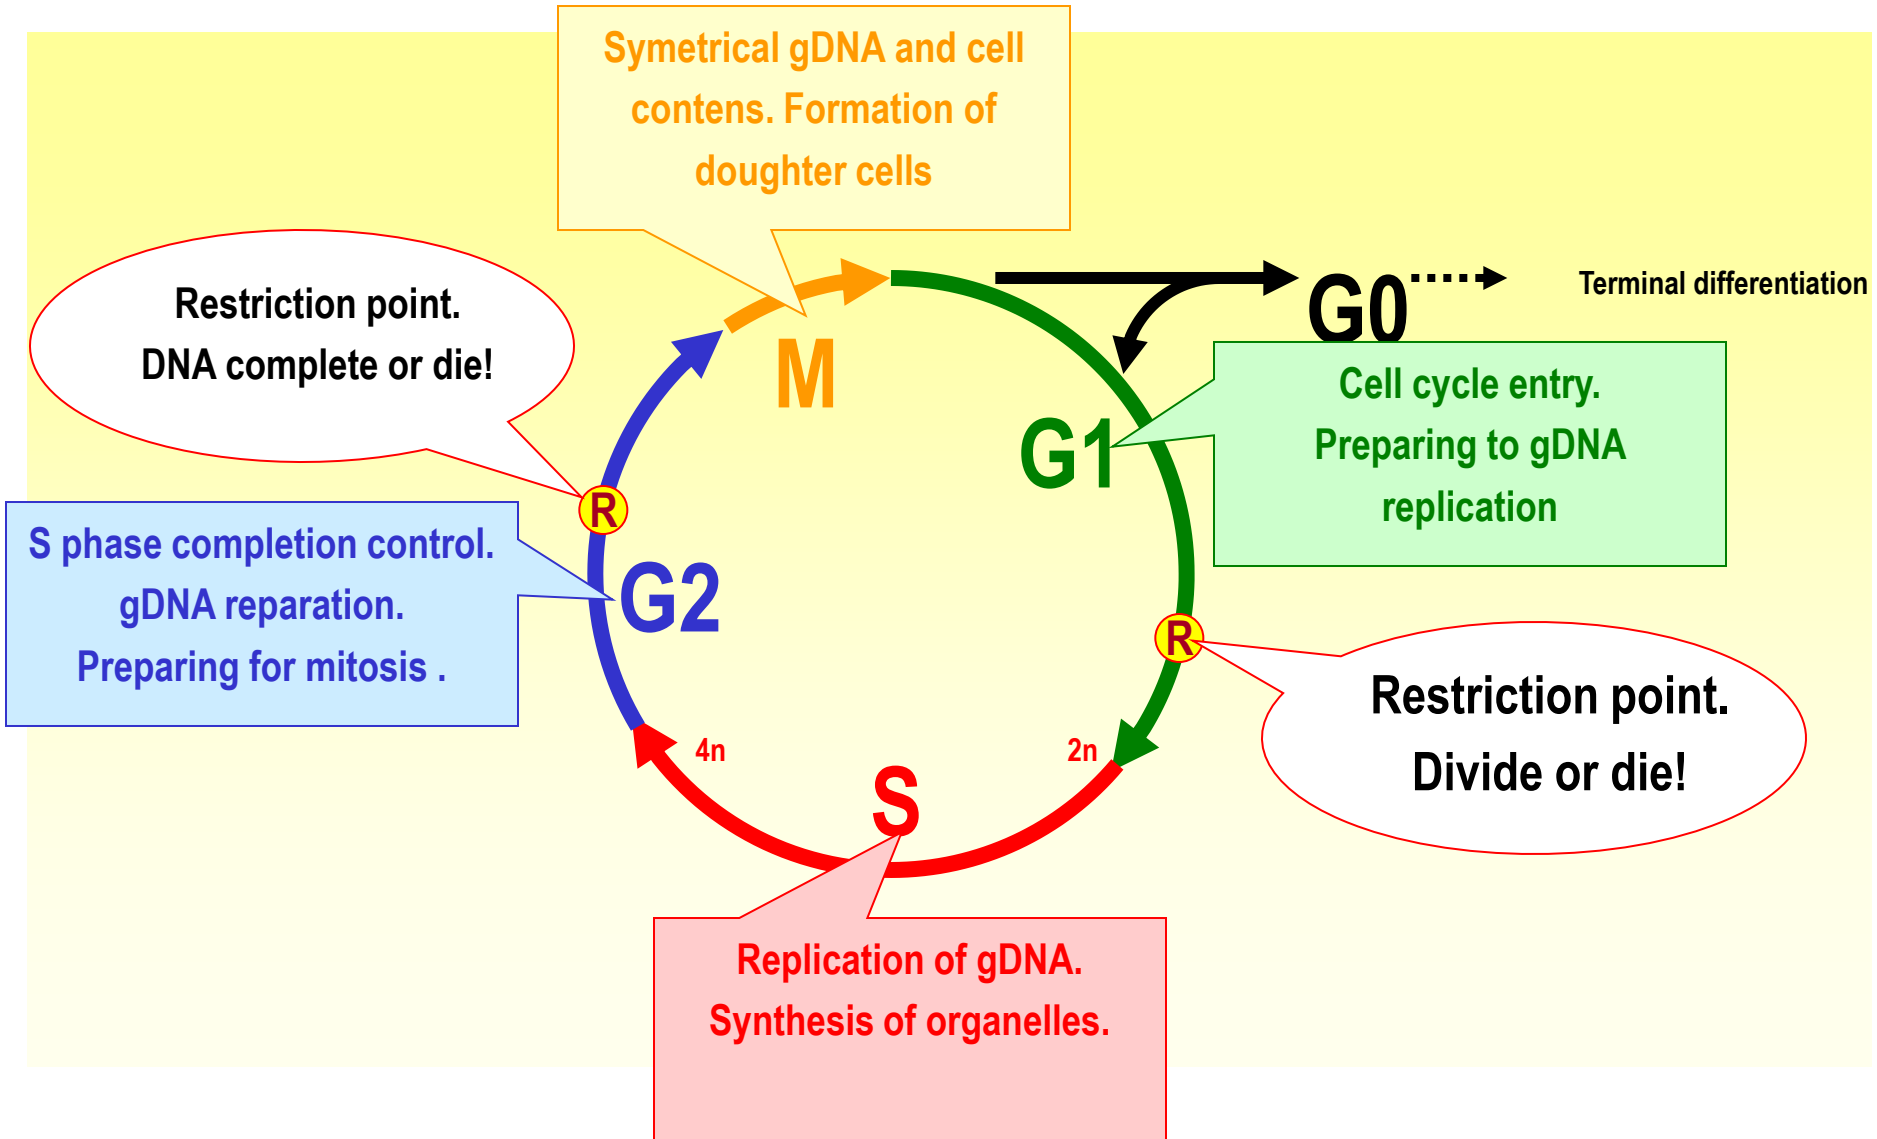 Symetrical gDNA and cell
contens. Formation of
doughter cells
Restriction point.
DNA complete or die!
G0
Terminal differentiation
M
G1
Cell cycle entry.
Preparing to gDNA
replication
R
S phase completion control.
gDNA reparation.
Preparing for mitosis .
G2
R
Restriction point.
Divide or die!
4n
2n
S
Replication of gDNA.
Synthesis of organelles.